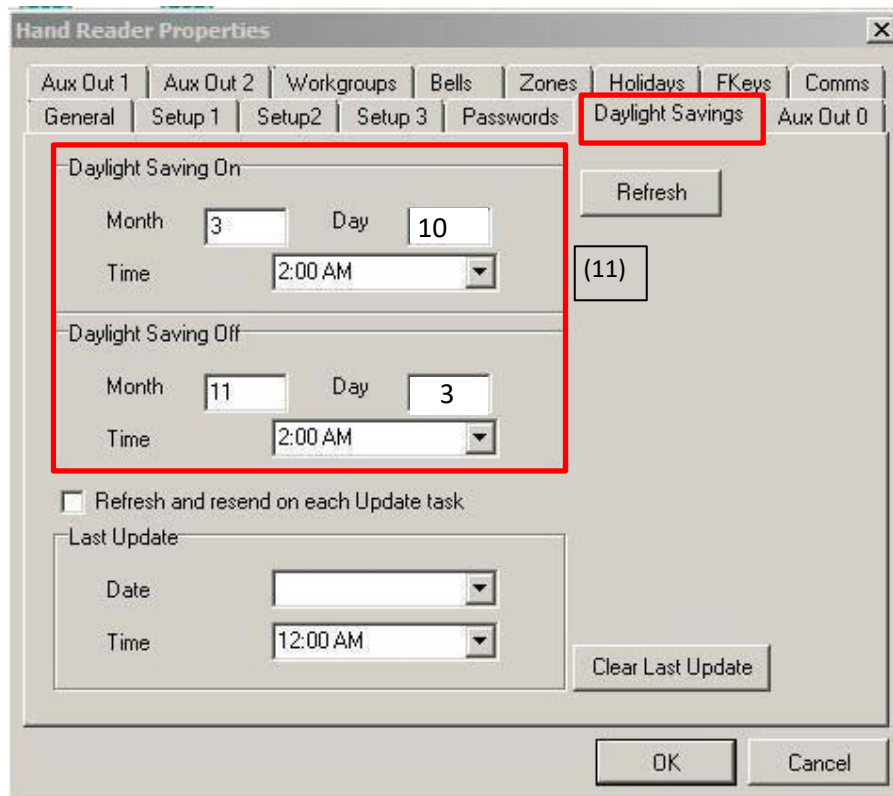 Hand Reader Properties
Aux Out 1 Aux Out 2 Workgroups Bells Zones Holidays FKeys Comms
General Setup 1 Setup2 Setup 3 Passwords Daylight Savings Aux Out 0
Daylight Saving On
Refresh
Month 3 Day 10
Time 2:00 AM
(11)
Daylight Saving Off
Month 11 Day 3
Time 2:00 AM
Refresh and resend on each Update task
Last Update
Date
Time 12:00 AM
Clear Last Update
OK Cancel